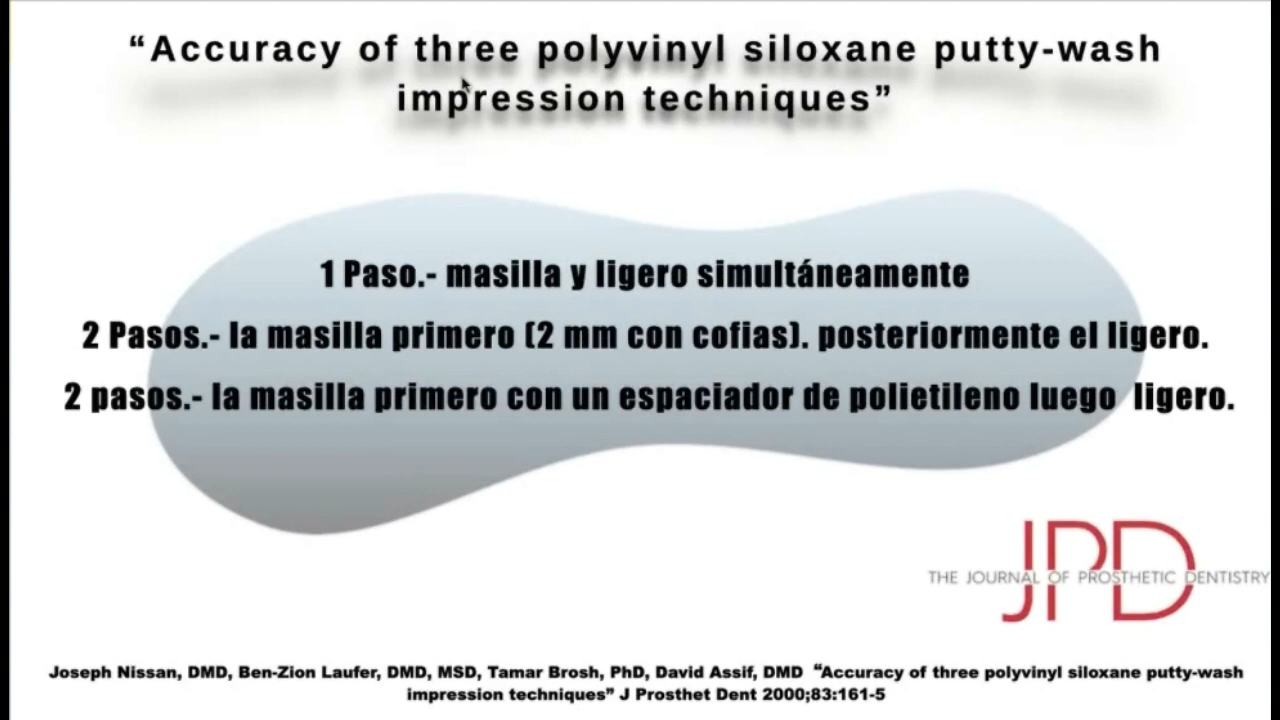 “Accuracy of three polyvinyl siloxane putty-wash
impression techniques”
1 Paso.- masilla y ligero simultáneamente
2 Pasos.- la masilla primero (2 mm con cofias). posteriormente el ligero.
2 pasos.- la masilla primero con un espaciador de polietileno luego ligero.
JPD
THE JOURNAL OF PROSTHETIC DENTISTRY
Joseph Nissan, DMD, Ben-Zion Laufer, DMD, MSD, Tamar Brosh, PhD, David Assif, DMD “Accuracy of three polyvinyl siloxane putty-wash
impression techniques” J Prosthet Dent 2000;83:161-5